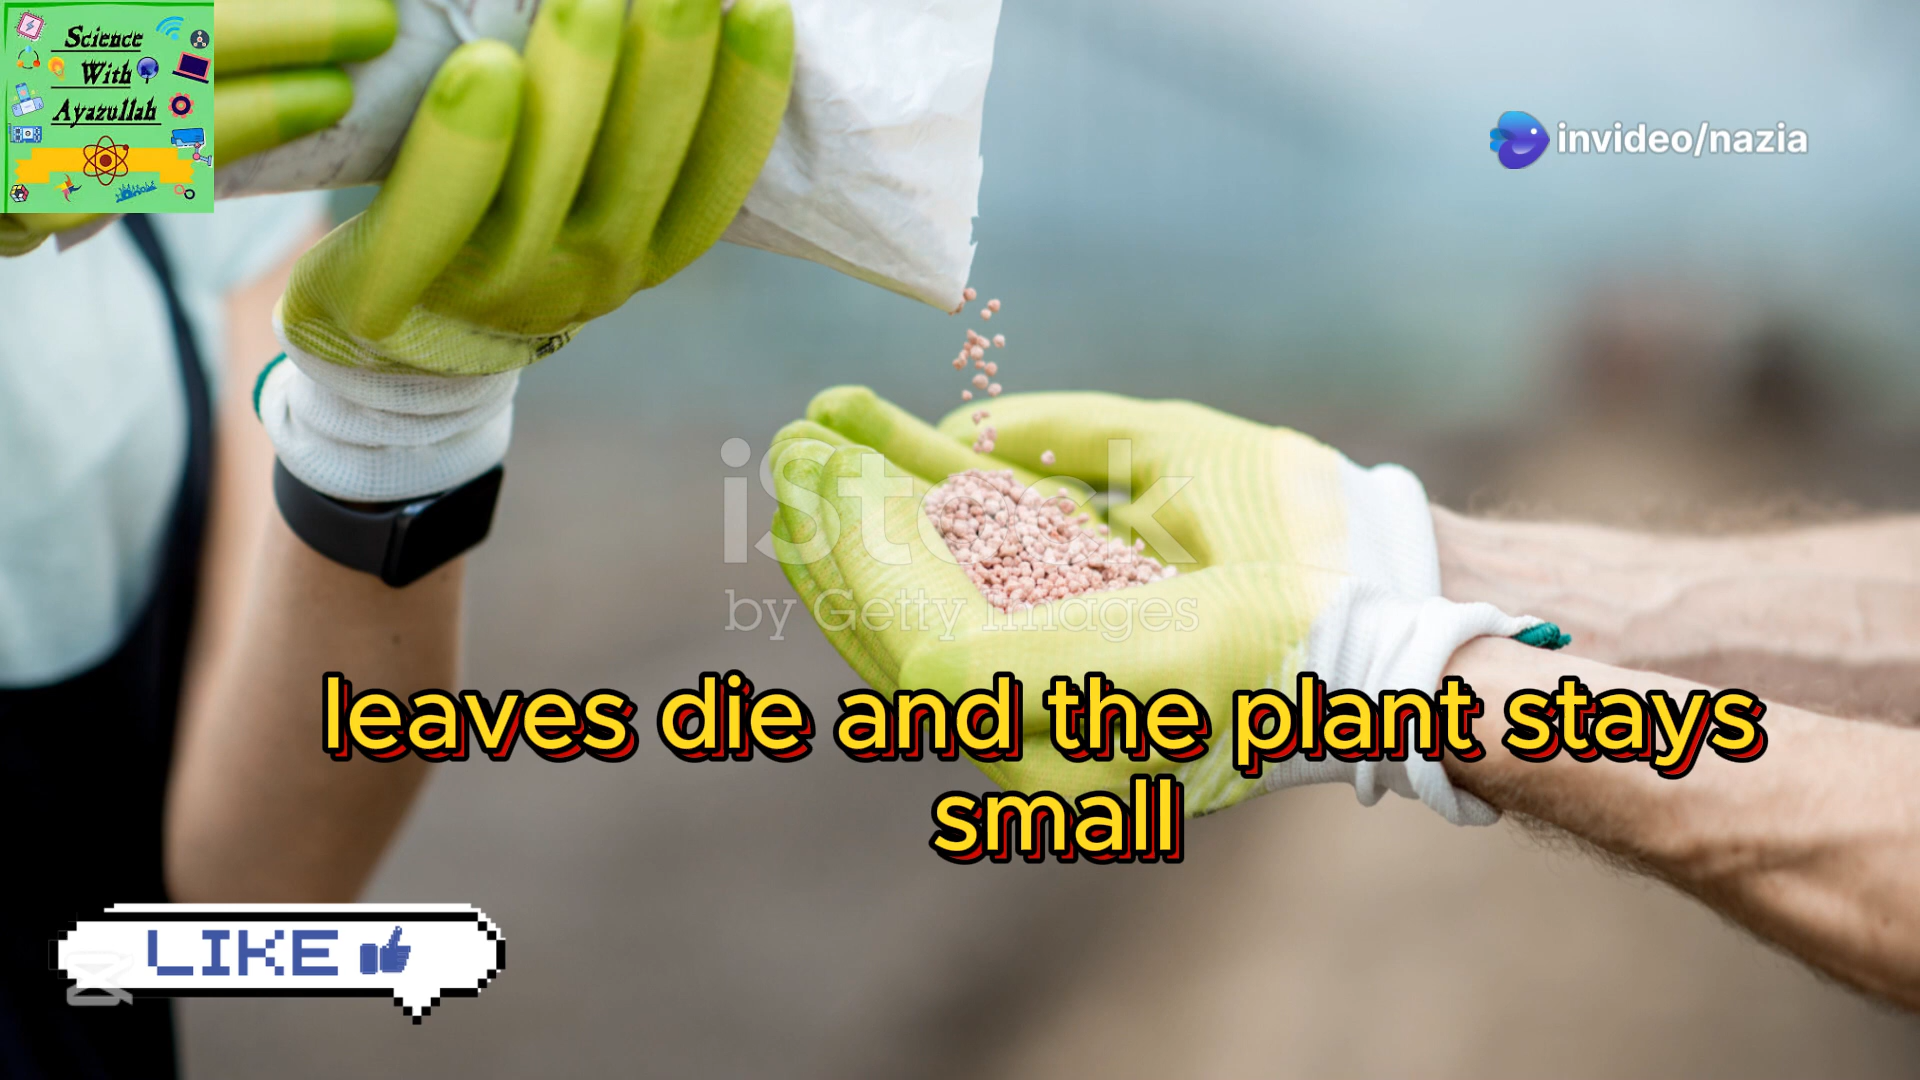 Science
With
Ayazullah
invideo/nazia
iStock
by Getty Images
leaves die and the plant stays
small
LIKE